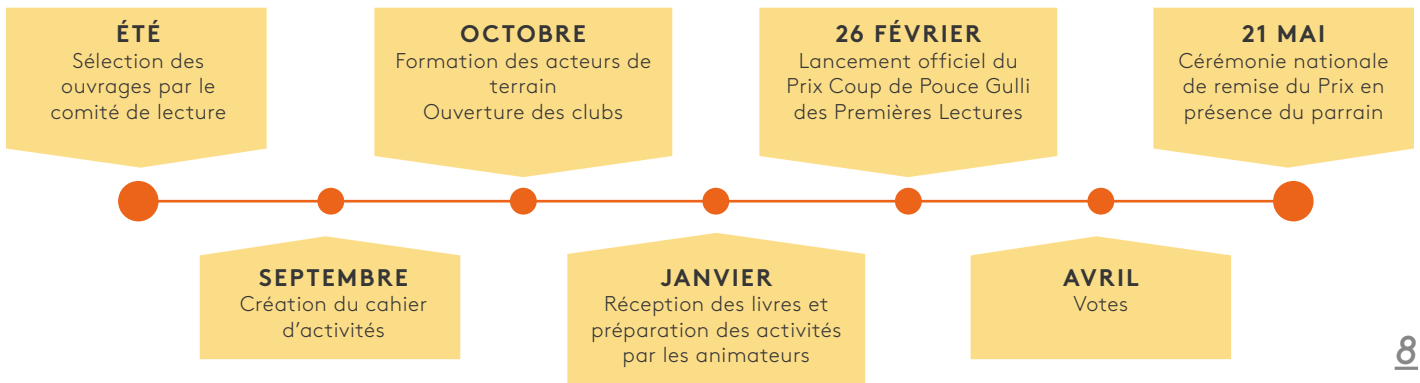 ÉTÉ
Sélection des
ouvrages par le
comité de lecture
OCTOBRE
Formation des acteurs de
terrain
Ouverture des clubs
26 FÉVRIER
Lancement officiel du
Prix Coup de Pouce Gulli
des Premières Lectures
21 MAI
Cérémonie nationale
de remise du Prix en
présence du parrain
SEPTEMBRE
Création du cahier
d’activités
JANVIER
Réception des livres et
préparation des activités
par les animateurs
AVRIL
Votes
8